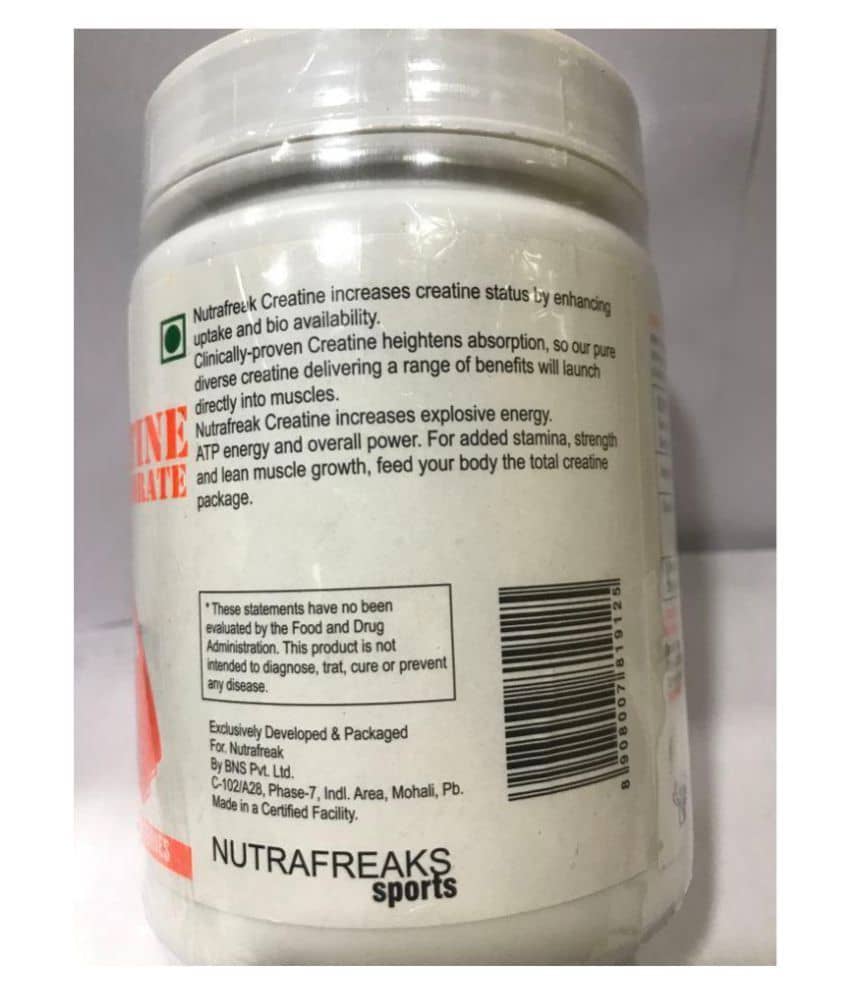 Nutrafreak Creatine increases creatine status by enhancing
uptake and bio availability.
Clinically-proven Creatine heightens absorption, so our pure
diverse creatine delivering a range of benefits will launch
directly into muscles.
Nutrafreak Creatine increases explosive energy.
ATP energy and overall power. For added stamina, strength
and lean muscle growth, feed your body the total creatine
package.
TINE
RATE
* These statements have no been
evaluated by the Food and Drug
Administration. This product is not
intended to diagnose, trat, cure or prevent
any disease.
Exclusively Developed & Packaged
For. Nutrafreak
By BNS Pvt. Ltd.
C-102/A28, Phase-7, Indl. Area, Mohali, Pb.
Made in a Certified Facility.
NUTRAFREAKS
sports
8 908007 819125